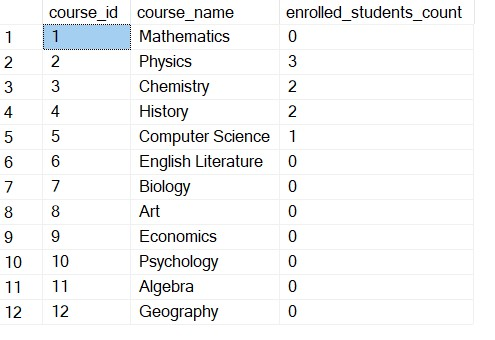 course_id course_name enrolled_students_count
1 1 Mathematics 0
2 2 Physics 3
3 3 Chemistry 2
4 4 History 2
5 5 Computer Science 1
6 6 English Literature 0
7 7 Biology 0
8 8 Art 0
9 9 Economics 0
10 10 Psychology 0
11 11 Algebra 0
12 12 Geography 0